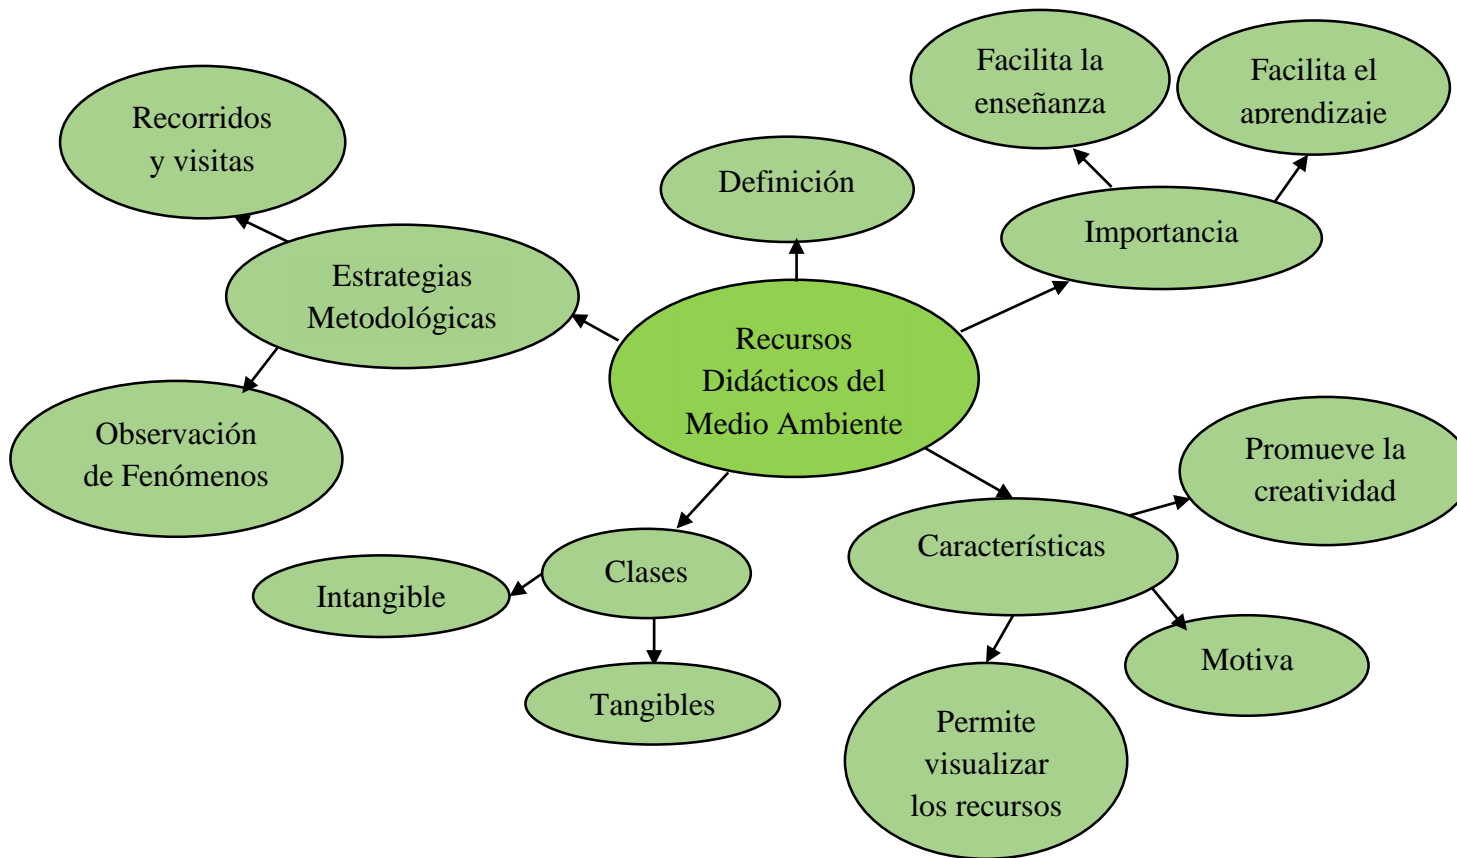 Facilita la
enseñanza
Facilita el
aprendizaje
Recorridos
y visitas
Definición
Importancia
Estrategias
Metodológicas
Recursos
Didácticos del
Medio Ambiente
Observación
de Fenómenos
Promueve la
creatividad
Características
Clases
Intangible
Motiva
Tangibles
Permite
visualizar
los recursos